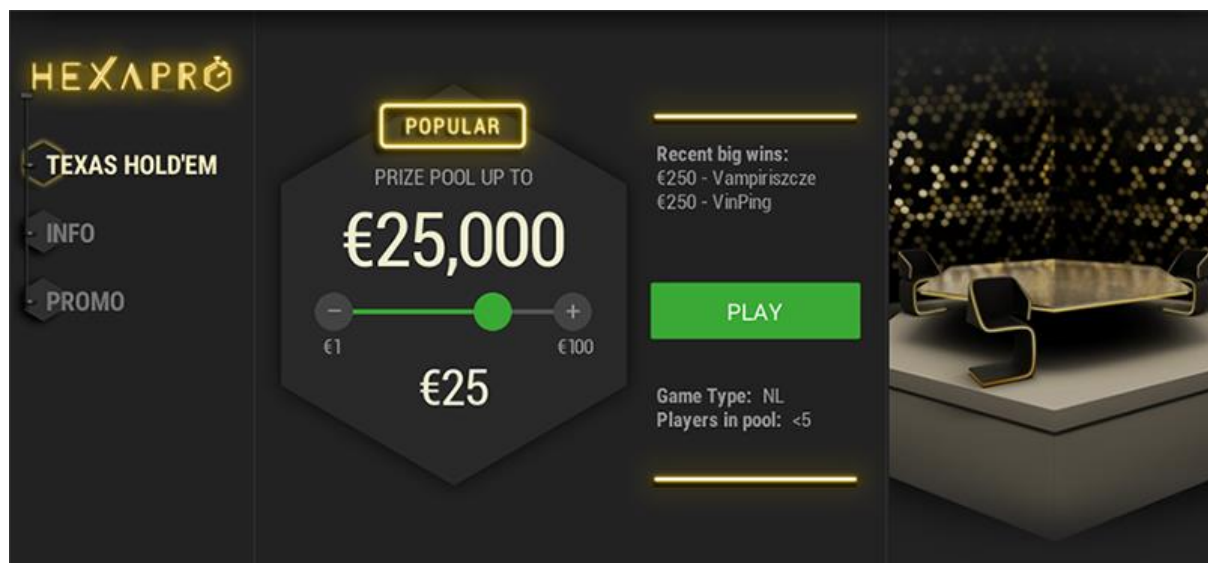 HEXAPRO
TEXAS HOLD'EM
INFO
PROMO
POPULAR
PRIZE POOL UP TO
€25,000
− +
€1 €100
€25
Recent big wins:
€250 - Vampiriszcze
€250 - VinPing
PLAY
Game Type: NL
Players in pool: <5